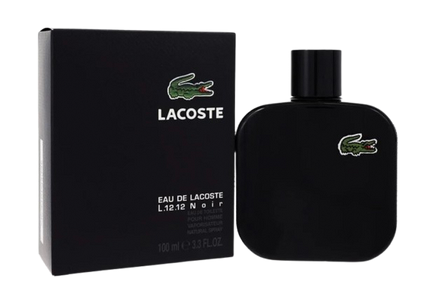 LACOSTE
EAU DE LACOSTE
L.12.12 Noir
EAU DE TOILETTE
POUR HOMME
VAPORISATEUR
NATURAL SPRAY
100 ml ℮ 3.3 FL.OZ.